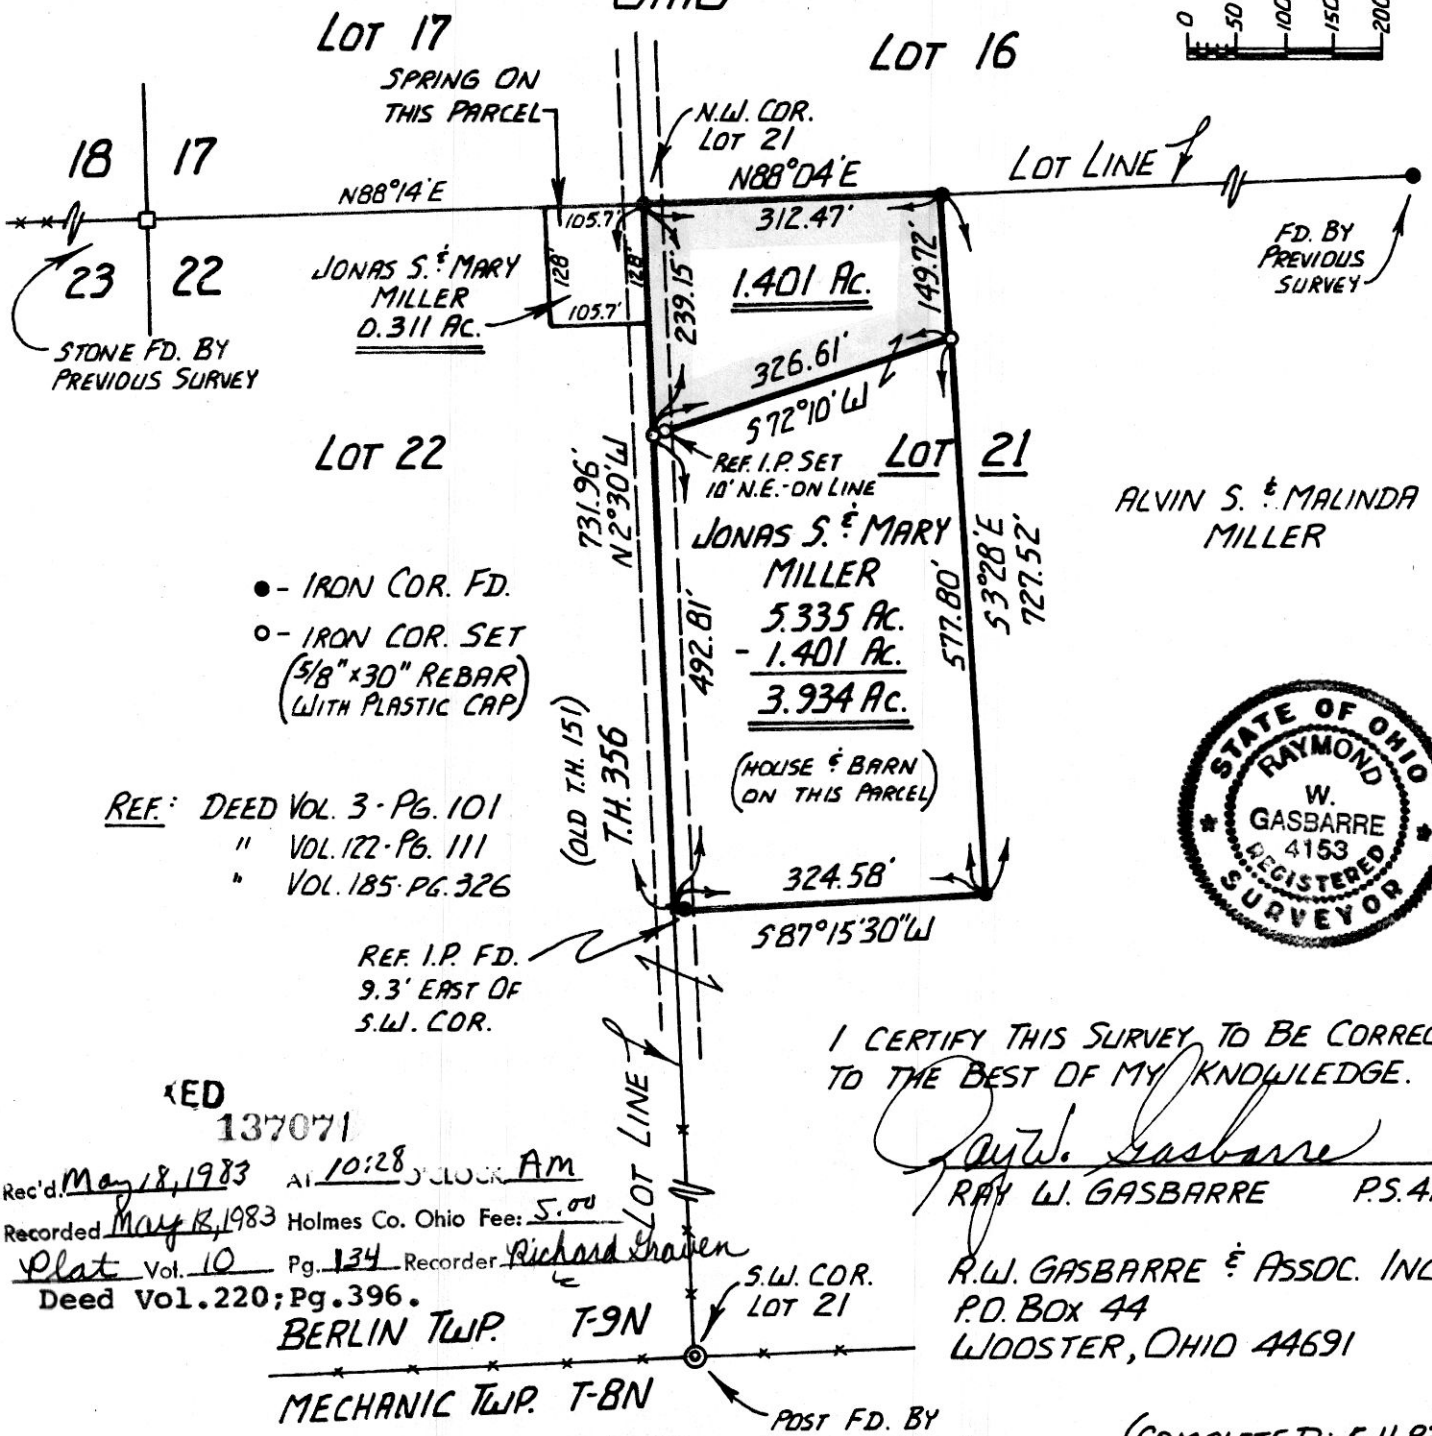 OHIO
LOT 17
LOT 16
0 50 100 150 200
SPRING ON
THIS PARCEL
N.W. COR.
LOT 21
18 17
23 22
N88°14'E
N88°04'E
LOT LINE
105.7'
312.47'
128'
128'
105.7'
239.15'
149.72'
1.401 AC.
JONAS S. & MARY
MILLER
0.311 AC.
FD. BY
PREVIOUS
SURVEY
STONE FD. BY
PREVIOUS SURVEY
326.61'
S72°10'W
LOT 22
REF. I.P. SET
10' N.E.-ON LINE
LOT 21
731.96'
N2°30'W
ALVIN S. & MALINDA
MILLER
JONAS S. & MARY
MILLER
5.335 AC.
- 1.401 AC.
3.934 AC.
(HOUSE & BARN
ON THIS PARCEL)
492.81'
577.80'
S3°28'E
727.52'
● - IRON COR. FD.
○ - IRON COR. SET
(5/8"x30" REBAR
WITH PLASTIC CAP)
(OLD T.H. 151)
T.H. 356
STATE OF OHIO
RAYMOND
W.
GASBARRE
4153
REGISTERED
SURVEYOR
REF: DEED VOL. 3 - PG. 101
" VOL. 122 - PG. 111
" VOL. 185 - PG. 326
324.58'
S87°15'30"W
REF. I.P. FD.
9.3' EAST OF
S.W. COR.
LOT LINE
I CERTIFY THIS SURVEY TO BE CORREC
TO THE BEST OF MY KNOWLEDGE.
Ray W. Gasbarre
RAY W. GASBARRE P.S. 4
R.W. GASBARRE & ASSOC. INC
P.O. BOX 44
WOOSTER, OHIO 44691
ED
137071
Rec'd. May 18, 1983 At 10:28 O'CLOCK AM
Recorded May 18, 1983 Holmes Co. Ohio Fee: 5.00
Plat Vol. 10 Pg. 134 Recorder Richard Graven
Deed Vol.220;Pg.396.
S.W. COR.
LOT 21
BERLIN TWP. T-9N
MECHANIC TWP. T-8N
POST FD. BY